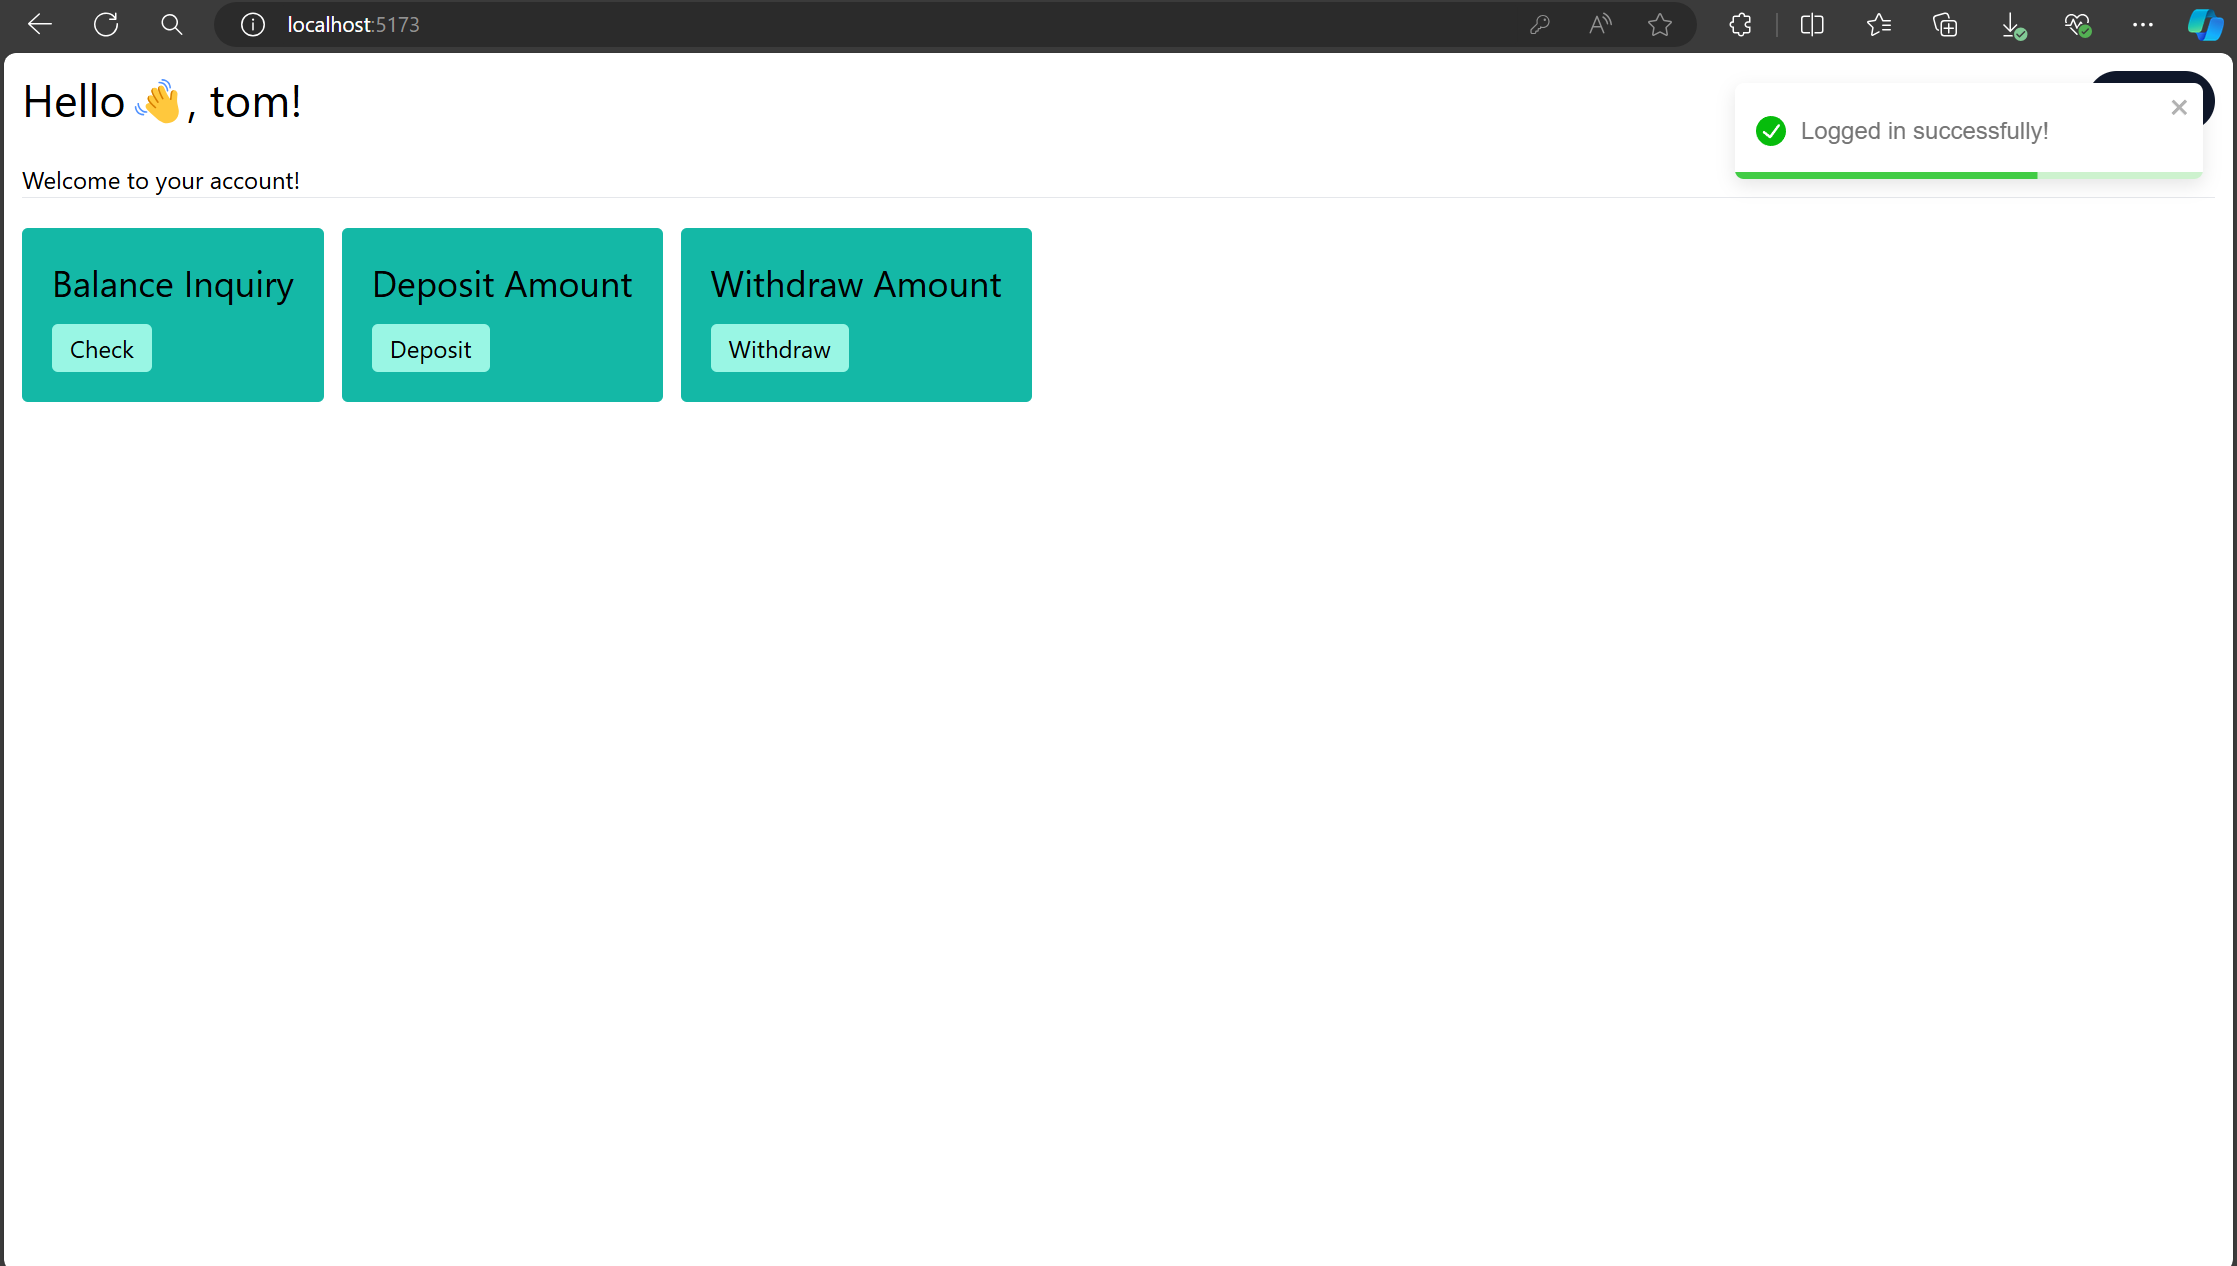 localhost:5173
Hello 👋, tom!
Logged in successfully!
Welcome to your account!
Balance Inquiry
Check
Deposit Amount
Deposit
Withdraw Amount
Withdraw